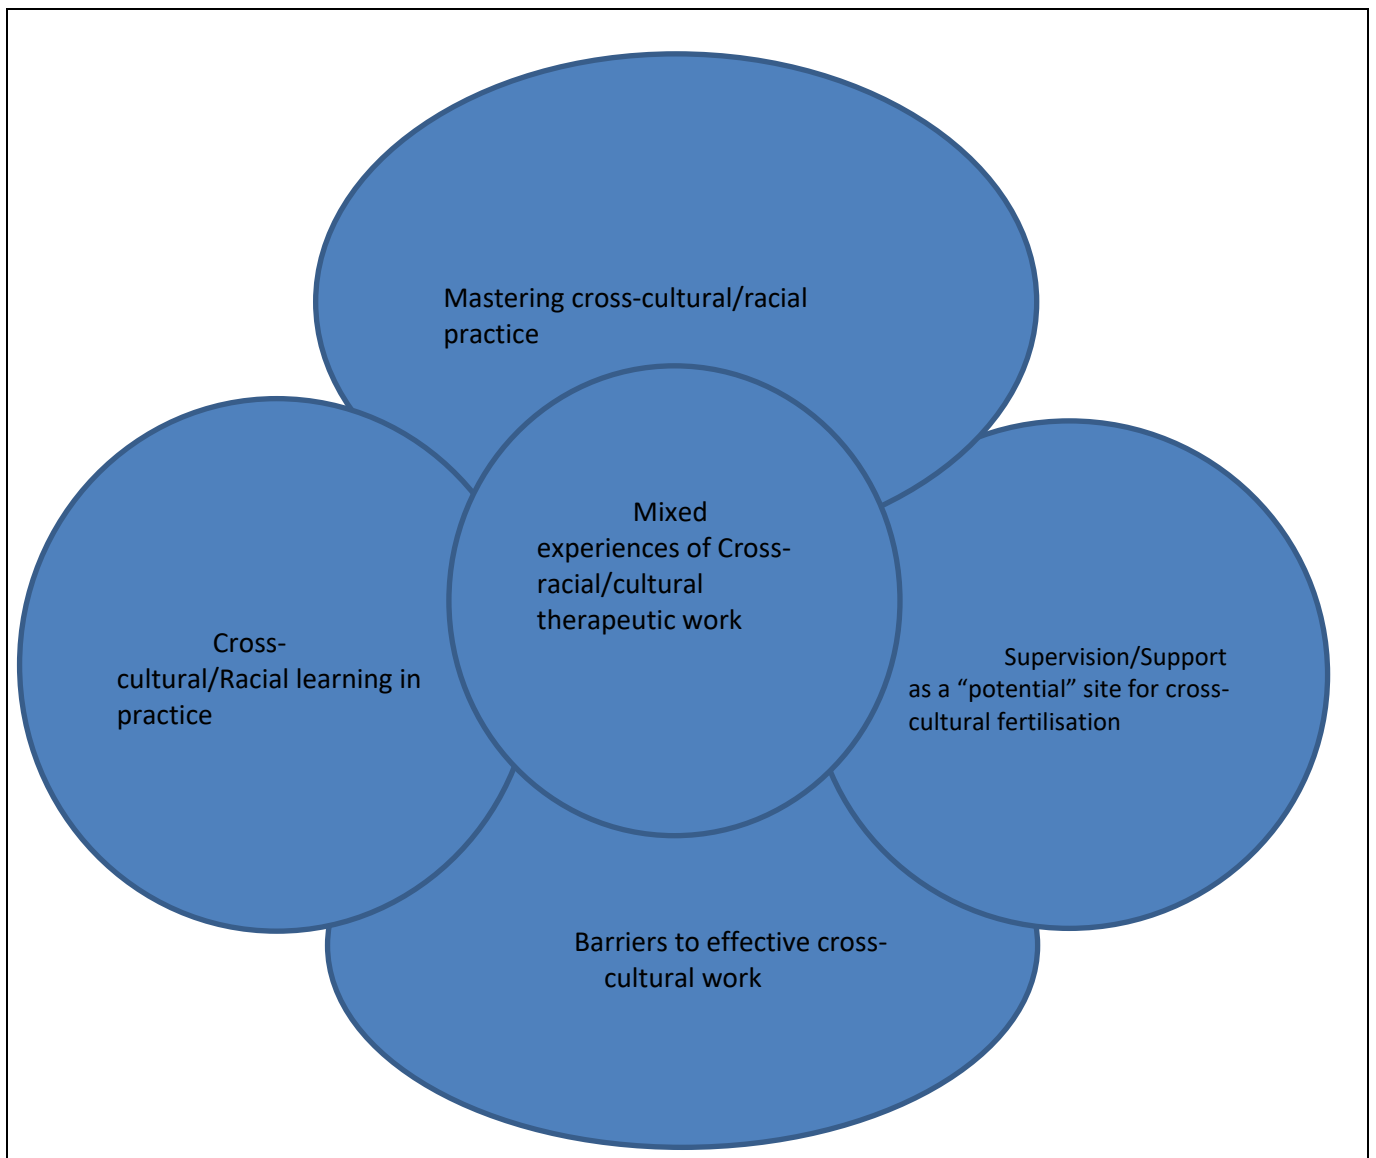 Mastering cross-cultural/racial
practice
Mixed
experiences of Cross-
racial/cultural
therapeutic work
Cross-
cultural/Racial learning in
practice
Supervision/Support
as a “potential” site for cross-
cultural fertilisation
Barriers to effective cross-
cultural work